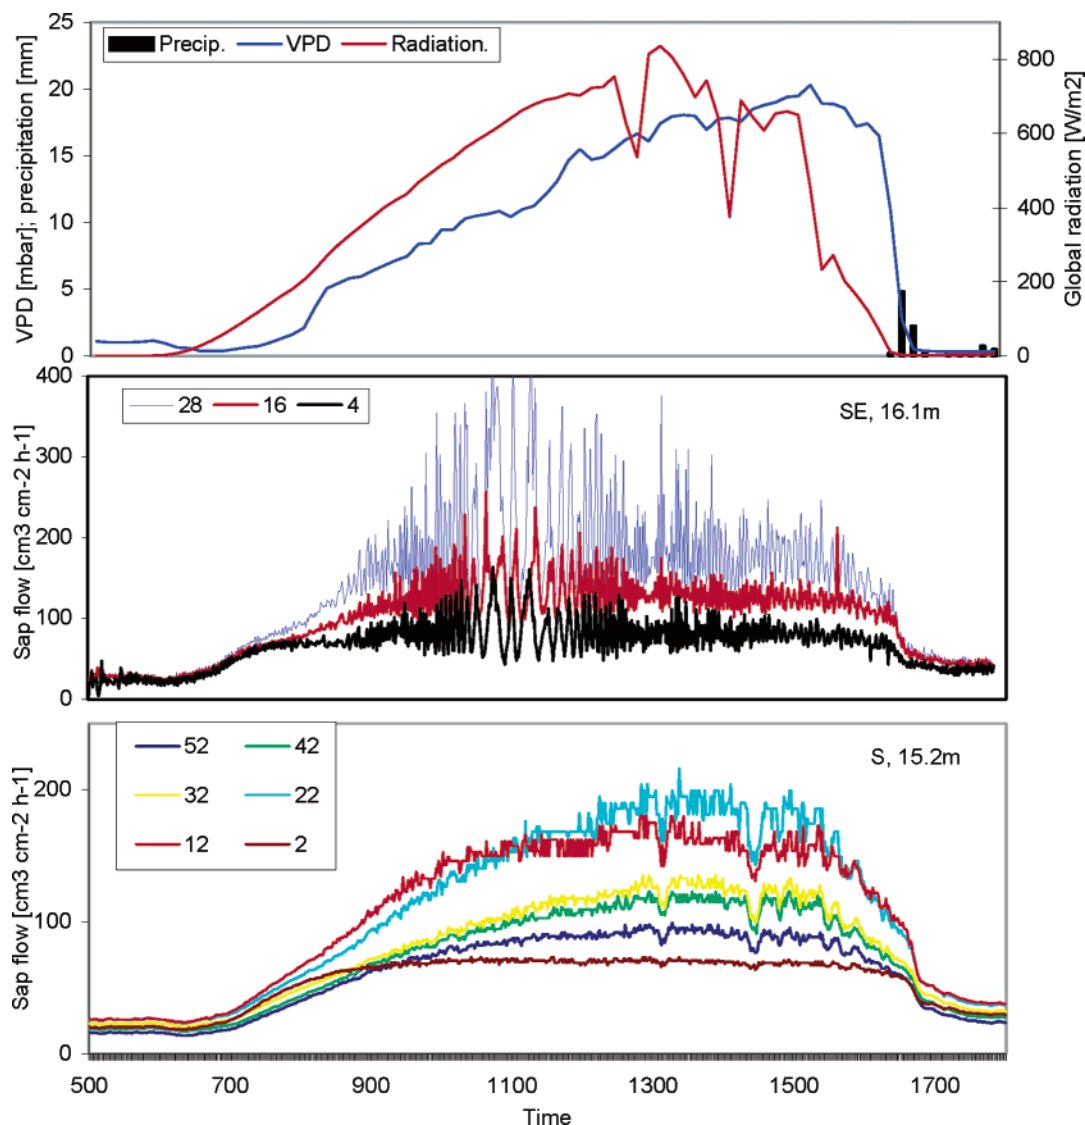 25
20
15
10
5
0
VPD [mbar]; precipitation [mm]
Precip. VPD Radiation.
800
600
400
200
0
Global radiation [W/m2]
400
300
200
100
0
Sap flow [cm3 cm-2 h-1]
28 16 4
SE, 16.1m
200
100
0
Sap flow [cm3 cm-2 h-1]
52 42
32 22
12 2
S, 15.2m
500 700 900 1100 1300 1500 1700
Time